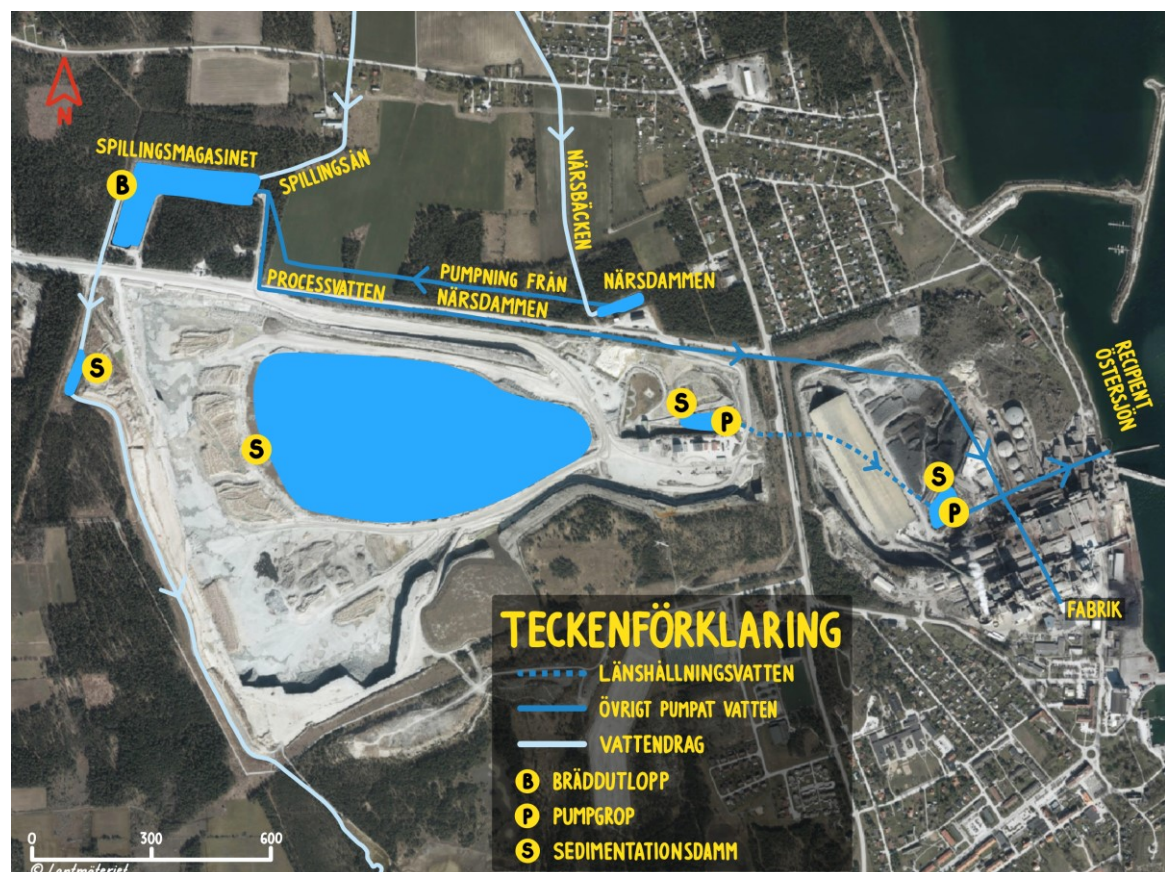 N
SPILLINGSMAGASINET
B
SPILLINGSÅN
NÄRSBÄCKEN
PROCESSVATTEN
PUMPNING FRÅN
NÄRSDAMMEN
NÄRSDAMMEN
RECIPIENT
ÖSTERSJÖN
S
S
S
P
S
P
FABRIK
TECKENFÖRKLARING
LÄNSHÅLLNINGSVATTEN
ÖVRIGT PUMPAT VATTEN
VATTENDRAG
B BRÄDDUTLOPP
P PUMPGROP
S SEDIMENTATIONSDAMM
0 300 600
© Lantmäteriet